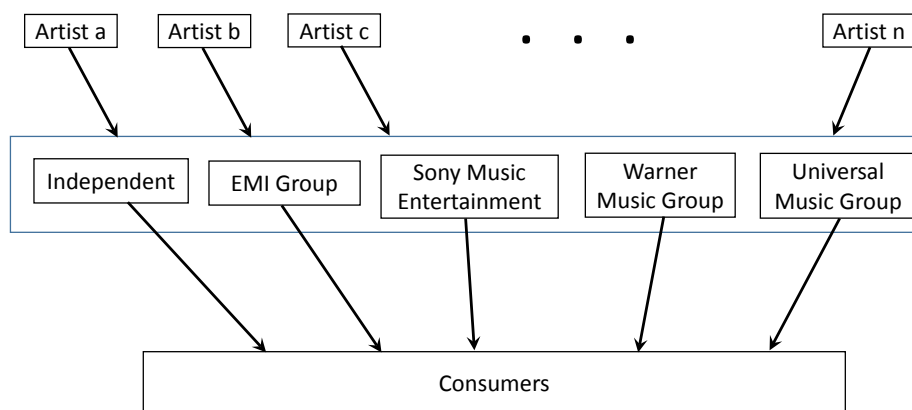 Artist a
Artist b
Artist c
. . .
Artist n
Independent
EMI Group
Sony Music
Entertainment
Warner
Music Group
Universal
Music Group
Consumers